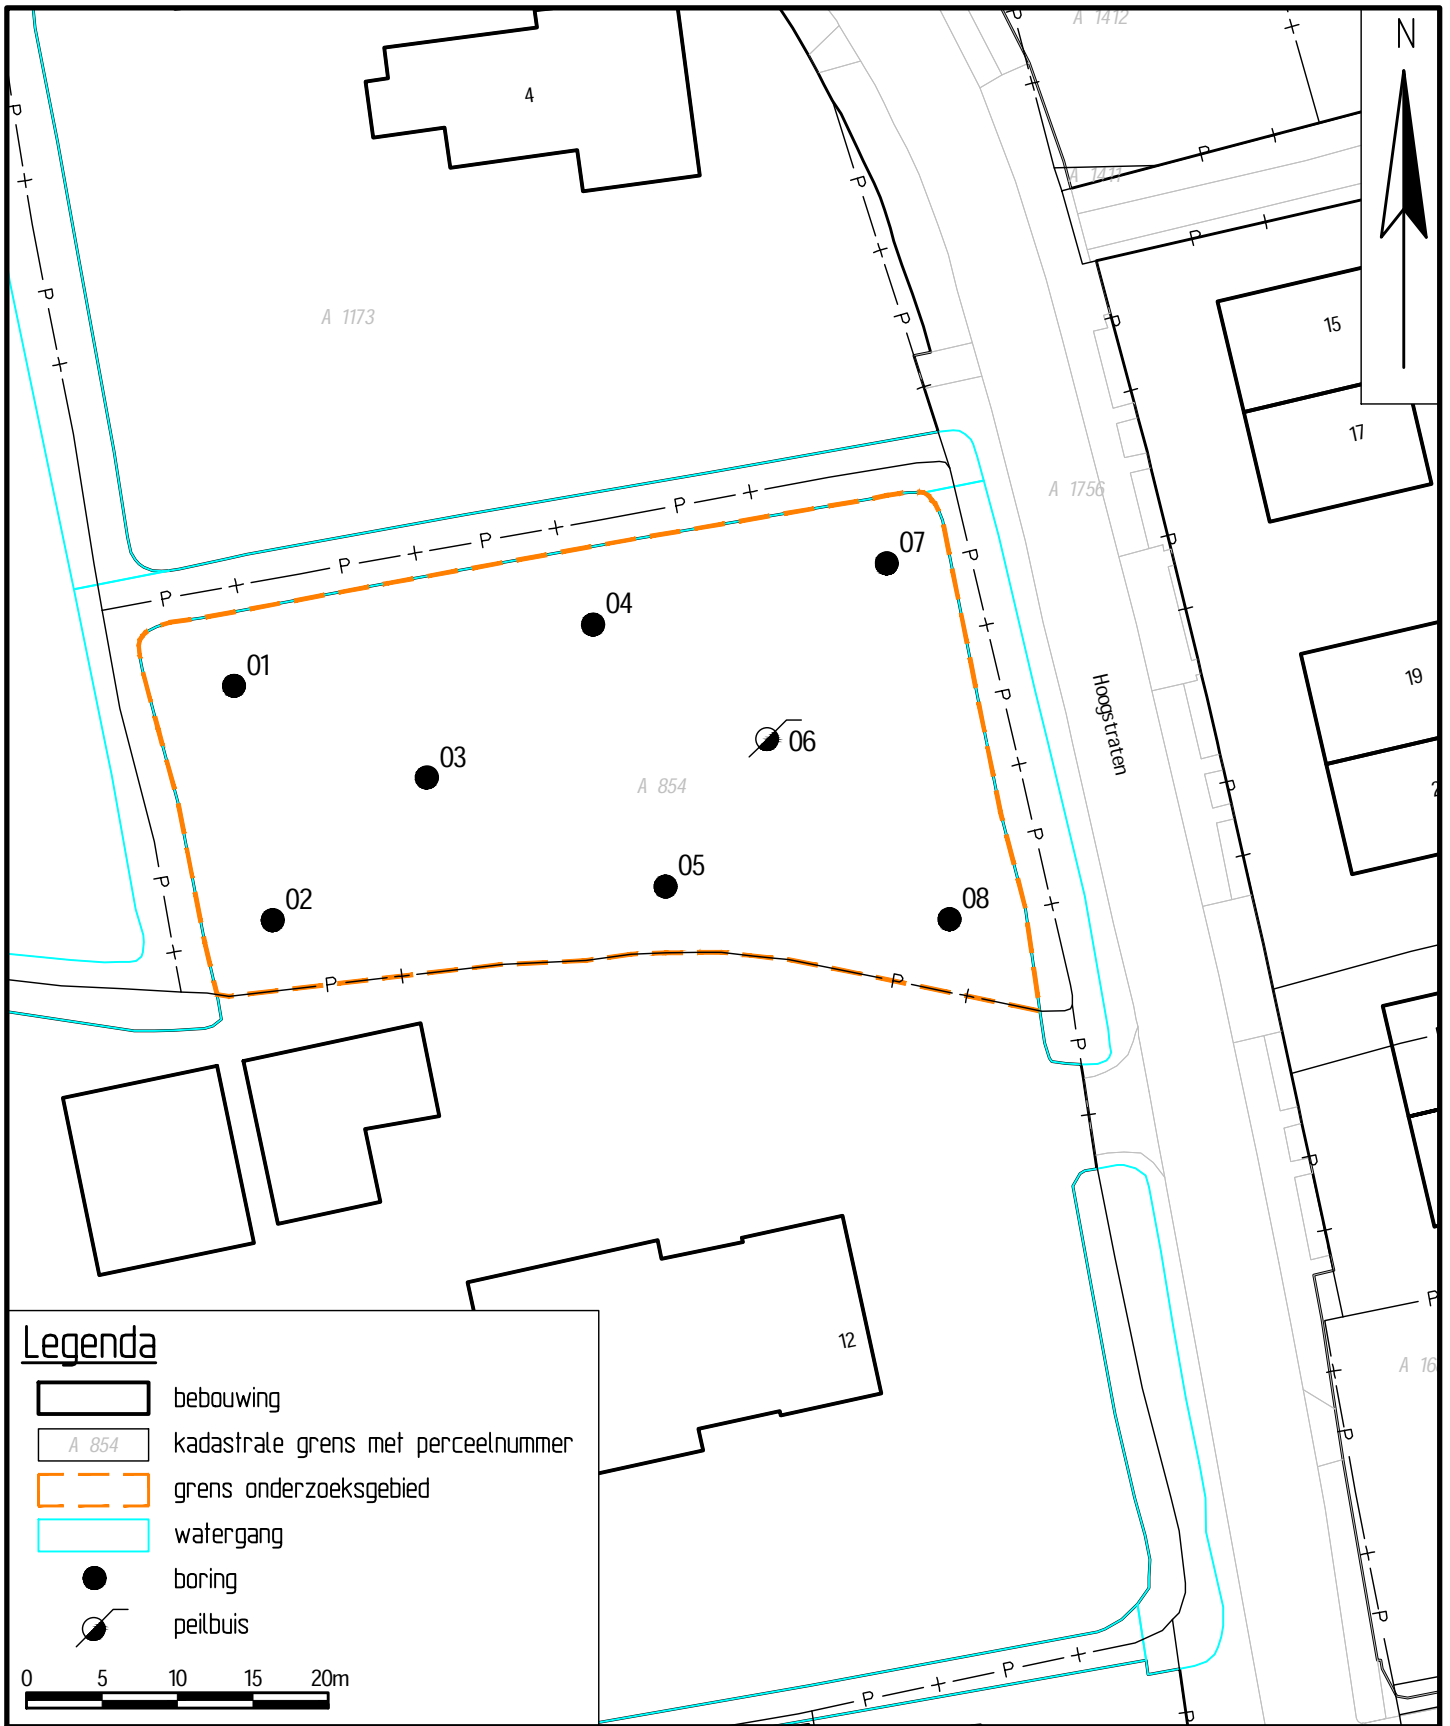 A 1412
N
4
A 1411
A 1173
15
17
A 1756
07
04
01
Hoogstraten
19
06
03
A 854
05
02
08
12
Legenda
bebouwing
A 854 kadastrale grens met perceelnummer
grens onderzoeksgebied
watergang
boring
peilbuis
0 5 10 15 20m